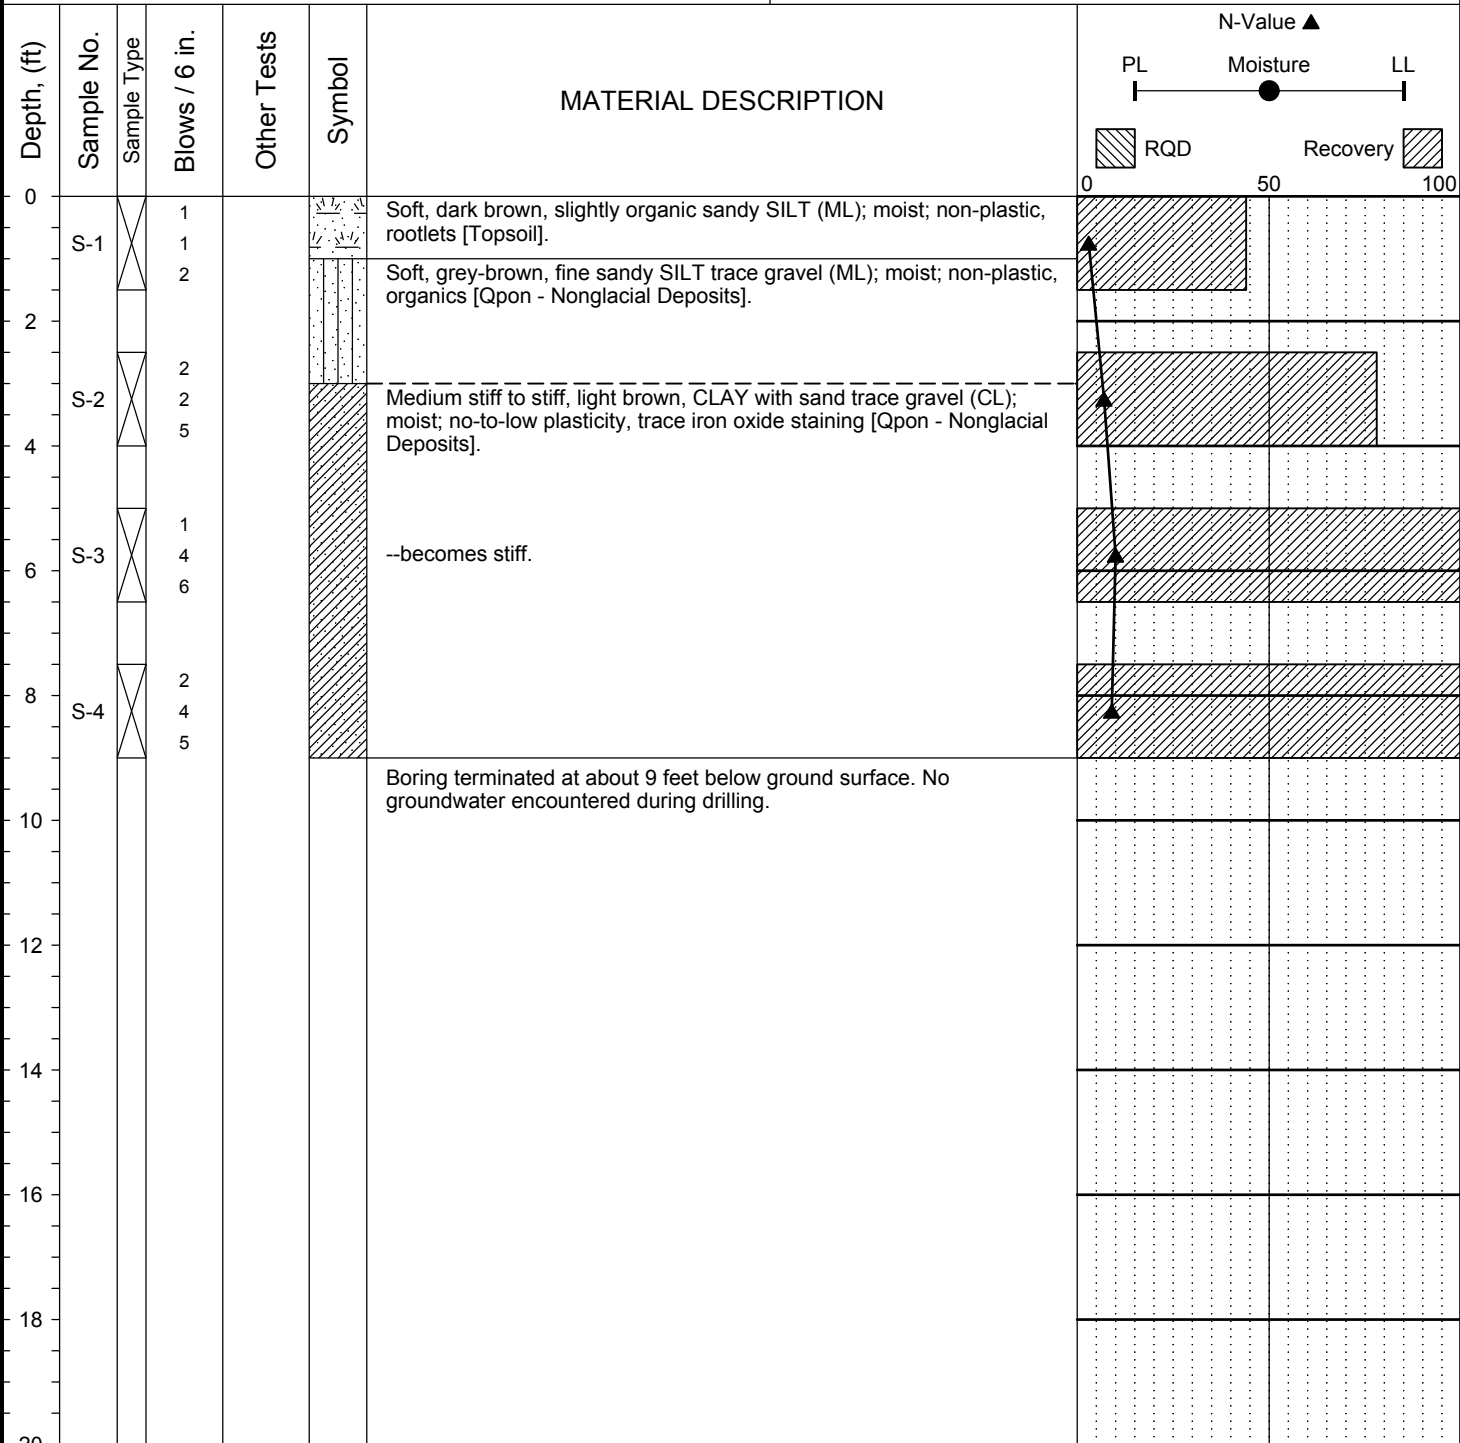 Depth, (ft)
Sample No.
Sample Type
Blows / 6 in.
Other Tests
Symbol
MATERIAL DESCRIPTION
N-Value ▲
PL Moisture LL
RQD Recovery
0 50 100
0
1
Soft, dark brown, slightly organic sandy SILT (ML); moist; non-plastic,
rootlets [Topsoil].
S-1
1
2
Soft, grey-brown, fine sandy SILT trace gravel (ML); moist; non-plastic,
organics [Qpon - Nonglacial Deposits].
2
2
S-2
2
5
Medium stiff to stiff, light brown, CLAY with sand trace gravel (CL);
moist; no-to-low plasticity, trace iron oxide staining [Qpon - Nonglacial
Deposits].
4
1
S-3
4
--becomes stiff.
6
6
2
8
S-4
4
5
Boring terminated at about 9 feet below ground surface. No
groundwater encountered during drilling.
10
12
14
16
18
20